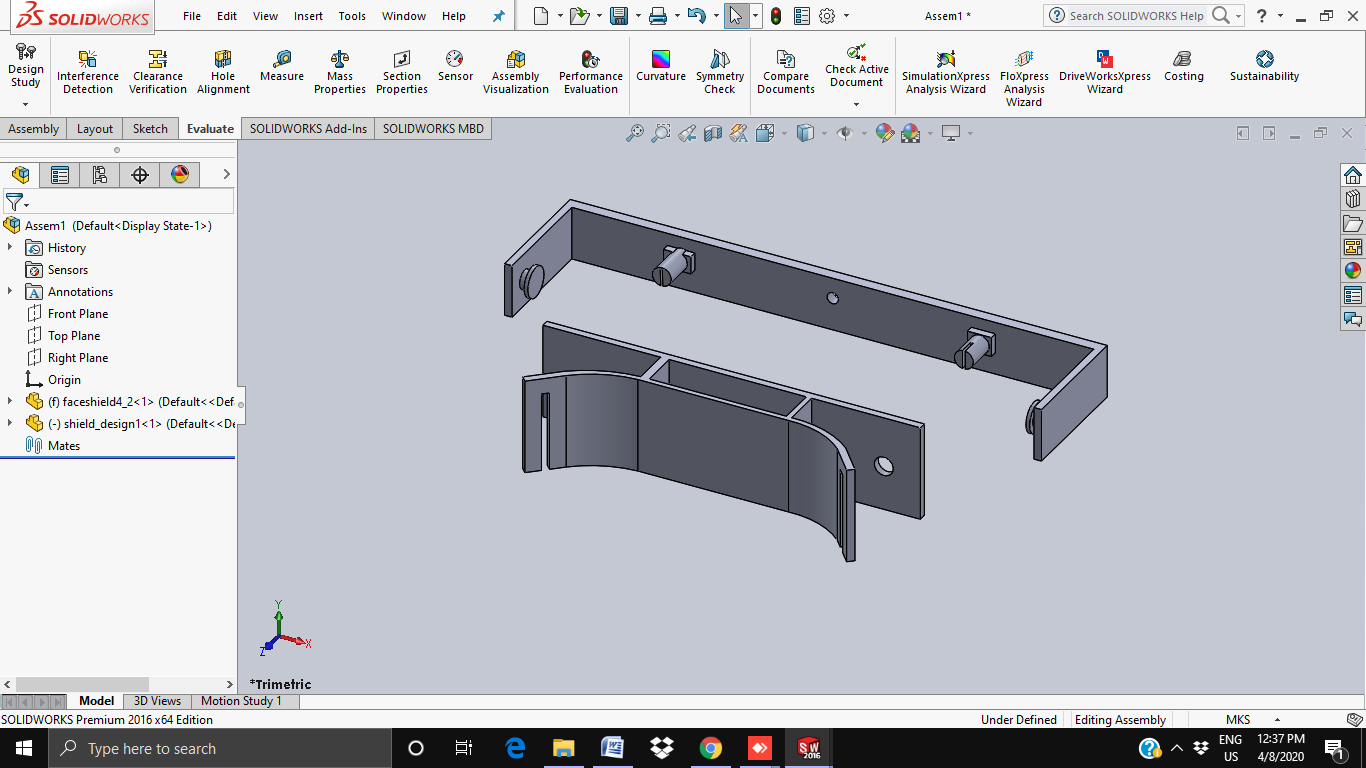 SOLIDWORKS File Edit View Insert Tools Window Help Assem1 * Search SOLIDWORKS Help ?
Design Study
Interference Detection
Clearance Verification
Hole Alignment
Measure
Mass Properties
Section Properties
Sensor
Assembly Visualization
Performance Evaluation
Curvature
Symmetry Check
Compare Documents
Check Active Document
SimulationXpress Analysis Wizard
FloXpress Analysis Wizard
DriveWorksXpress Wizard
Costing
Sustainability
Assembly Layout Sketch Evaluate SOLIDWORKS Add-Ins SOLIDWORKS MBD
Assem1 (Default<Display State-1>)
History
Sensors
A Annotations
Front Plane
Top Plane
Right Plane
Origin
(f) faceshield4_2<1> (Default<<Def
(-) shield_design1<1> (Default<<De
Mates
Y
X
Z
*Trimetric
Model 3D Views Motion Study 1
SOLIDWORKS Premium 2016 x64 Edition Under Defined Editing Assembly MKS
Type here to search SW 2016 ENG US 12:37 PM 4/8/2020 1